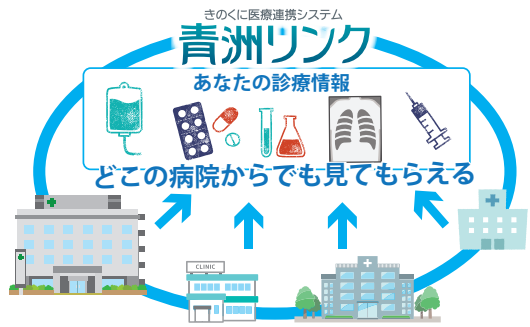 きのくに医療連携システム
青洲リンク
あなたの診療情報
どこの病院からでも見てもらえる
CLINIC